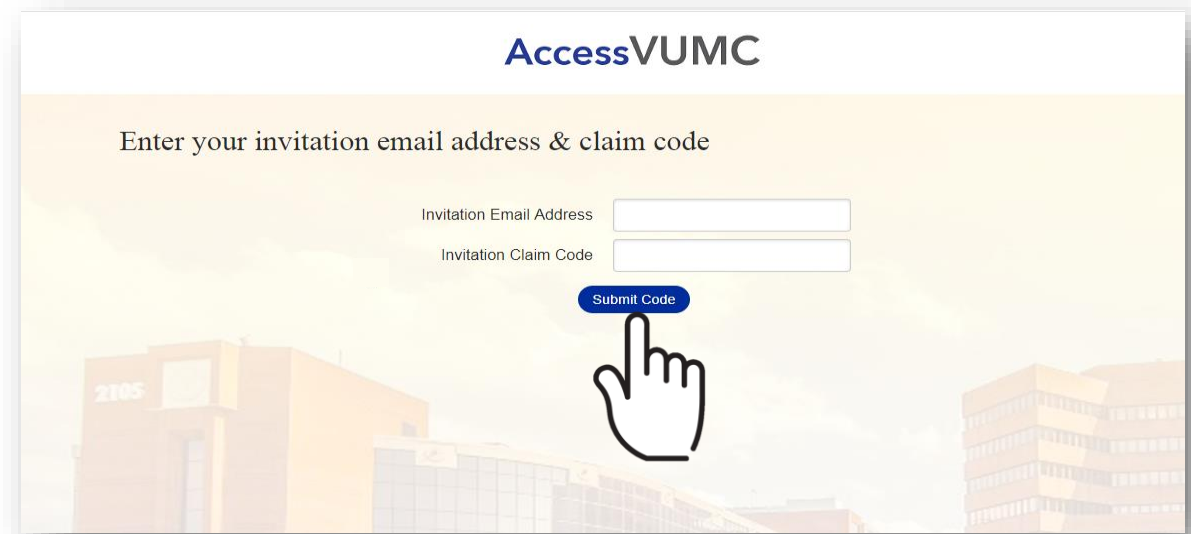 AccessVUMC
Enter your invitation email address & claim code
Invitation Email Address
Invitation Claim Code
Submit Code
2105